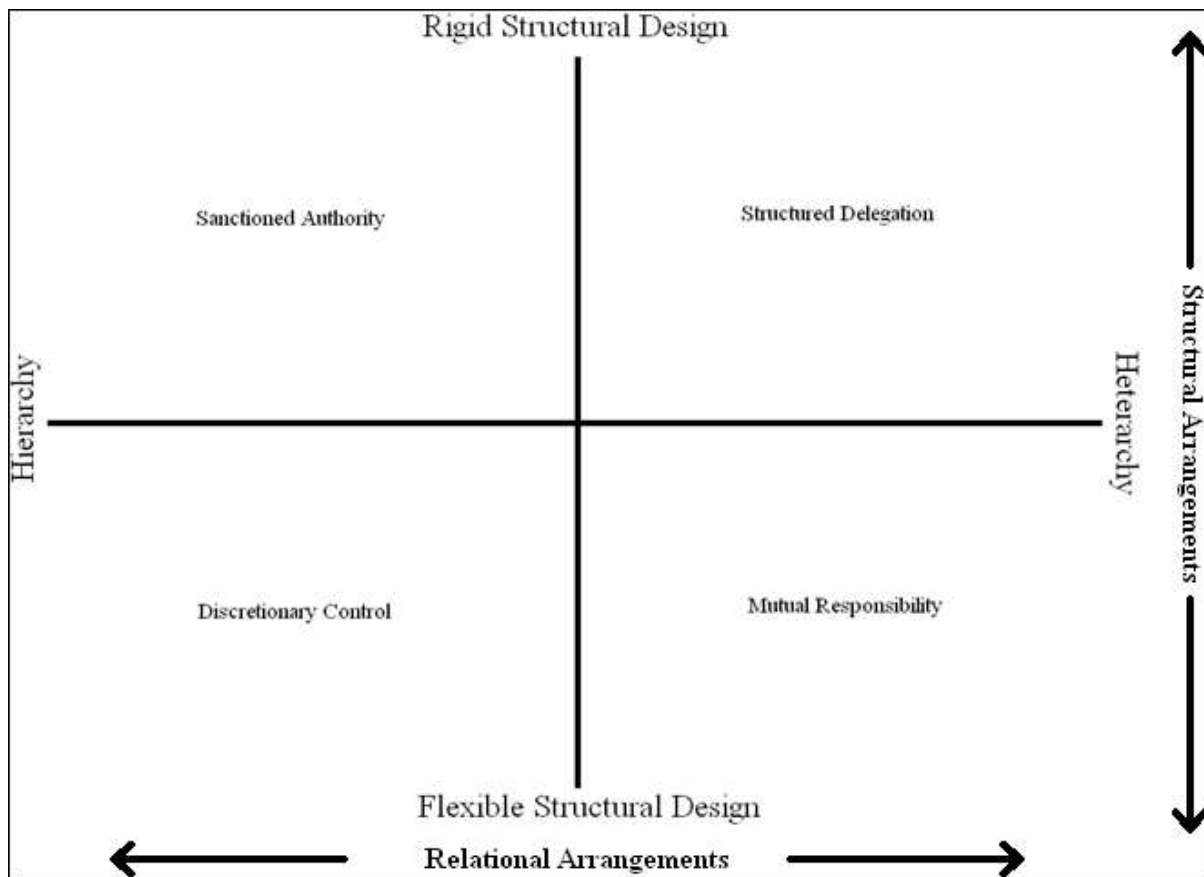 Rigid Structural Design
Sanctioned Authority
Structured Delegation
Hierarchy
Heterarchy
Structural Arrangements
Discretionary Control
Mutual Responsibility
Flexible Structural Design
Relational Arrangements